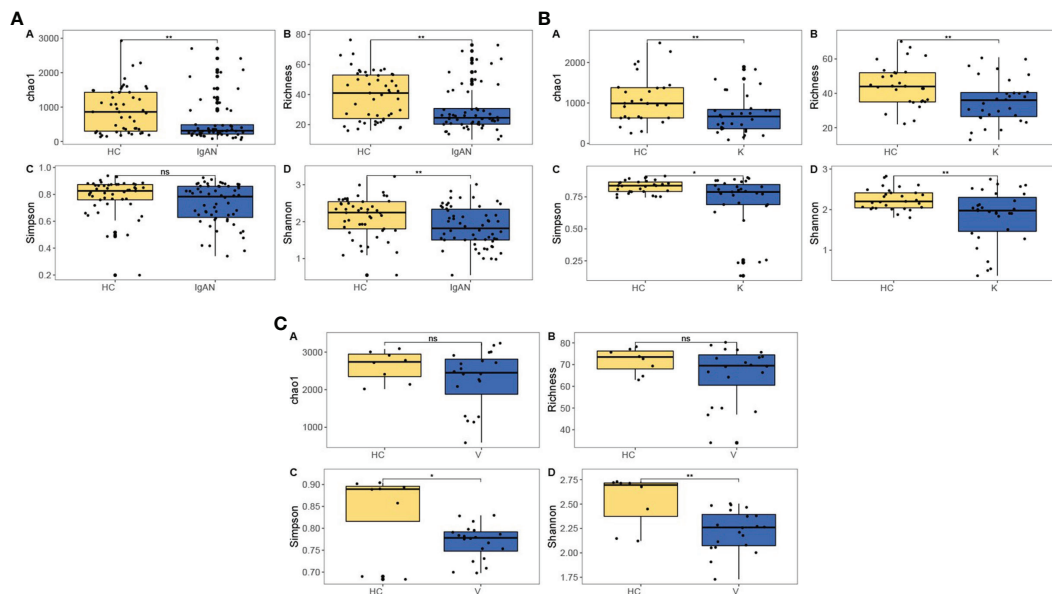 A
A
**
chao1
3000
2000
1000
0
HC
IgAN
B
**
Richness
80
60
40
20
HC
IgAN
C
ns
Simpson
1.0
0.8
0.6
0.4
0.2
HC
IgAN
D
**
Shannon
3
2
1
HC
IgAN
B
A
**
chao1
2000
1000
0
HC
K
B
**
Richness
60
40
20
HC
K
C
*
Simpson
0.75
0.50
0.25
HC
K
D
**
Shannon
3
2
1
HC
K
C
A
ns
chao1
3000
2000
1000
HC
V
B
ns
Richness
80
70
60
50
40
HC
V
C
*
Simpson
0.90
0.85
0.80
0.75
0.70
HC
V
D
**
Shannon
2.75
2.50
2.25
2.00
1.75
HC
V